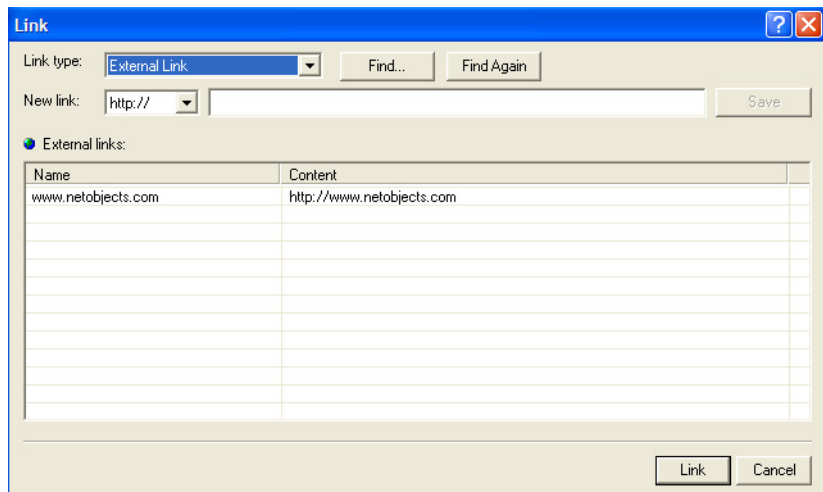 Link
Link type: External Link Find... Find Again
New link: http:// Save
External links:
Name Content
www.netobjects.com http://www.netobjects.com
Link Cancel